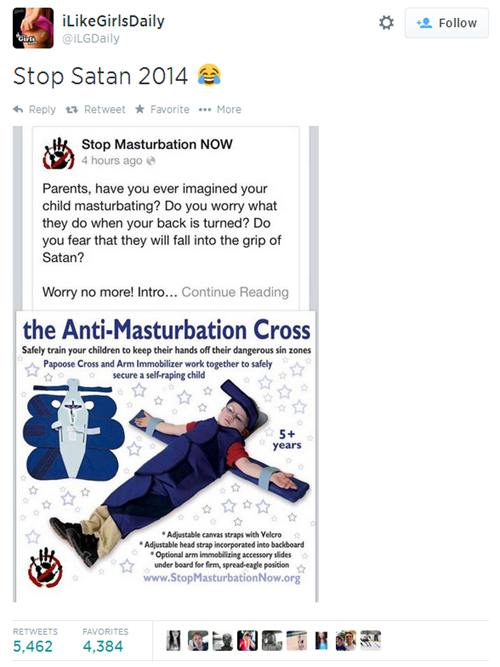 iLikeGirlsDaily
@iLGDaily
Follow
Stop Satan 2014 😂
Reply Retweet Favorite More
Stop Masturbation NOW
4 hours ago
Parents, have you ever imagined your
child masturbating? Do you worry what
they do when your back is turned? Do
you fear that they will fall into the grip of
Satan?
Worry no more! Intro... Continue Reading
the Anti-Masturbation Cross
Safely train your children to keep their hands off their dangerous sin zones
Papoose Cross and Arm Immobilizer work together to safely
secure a self-raping child
5+
years
* Adjustable canvas straps with Velcro
* Adjustable head strap incorporated into backboard
* Optional arm immobilizing accessory slides
under board for firm, spread-eagle position
www.StopMasturbationNow.org
RETWEETS FAVORITES
5,462 4,384